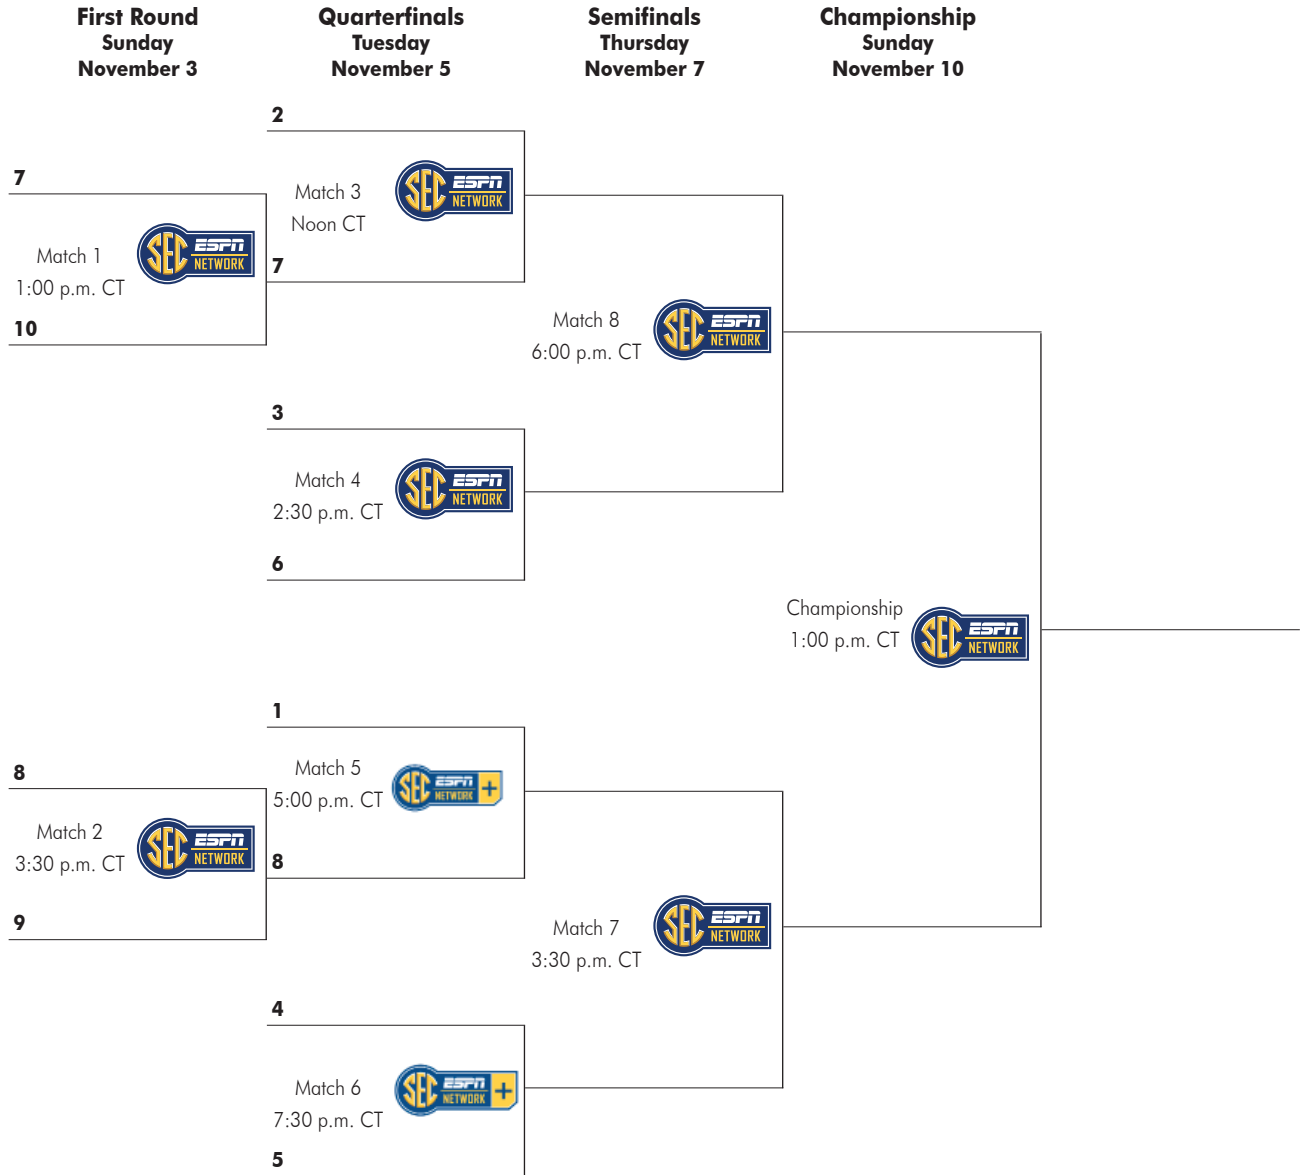 First Round
Sunday
November 3
Quarterfinals
Tuesday
November 5
Semifinals
Thursday
November 7
Championship
Sunday
November 10
2
Match 3
Noon CT
SEC ESPN
NETWORK
7
7
Match 1
1:00 p.m. CT
SEC ESPN
NETWORK
10
Match 8
6:00 p.m. CT
SEC ESPN
NETWORK
3
Match 4
2:30 p.m. CT
SEC ESPN
NETWORK
6
Championship
1:00 p.m. CT
SEC ESPN
NETWORK
1
Match 5
5:00 p.m. CT
SEC ESPN
NETWORK +
8
8
Match 2
3:30 p.m. CT
SEC ESPN
NETWORK
9
Match 7
3:30 p.m. CT
SEC ESPN
NETWORK
4
Match 6
7:30 p.m. CT
SEC ESPN
NETWORK +
5